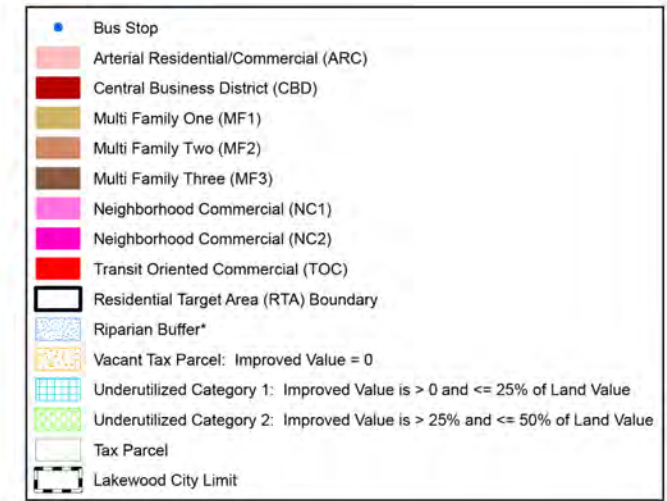 Bus Stop
Arterial Residential/Commercial (ARC)
Central Business District (CBD)
Multi Family One (MF1)
Multi Family Two (MF2)
Multi Family Three (MF3)
Neighborhood Commercial (NC1)
Neighborhood Commercial (NC2)
Transit Oriented Commercial (TOC)
Residential Target Area (RTA) Boundary
Riparian Buffer*
Vacant Tax Parcel: Improved Value = 0
Underutilized Category 1: Improved Value is > 0 and <= 25% of Land Value
Underutilized Category 2: Improved Value is > 25% and <= 50% of Land Value
Tax Parcel
Lakewood City Limit